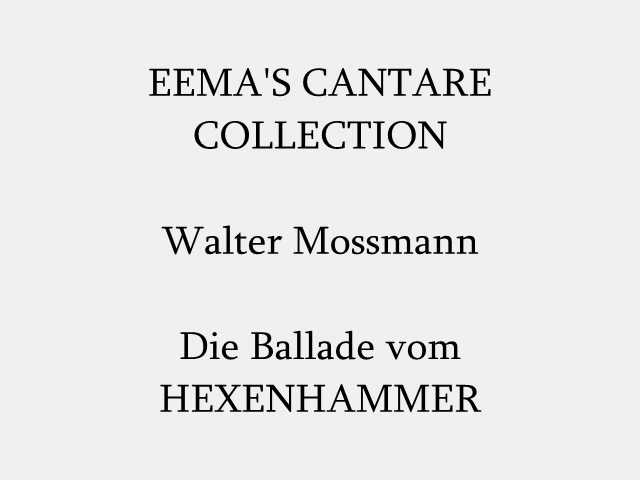 EEMA'S CANTARE
COLLECTION
Walter Mossmann
Die Ballade vom
HEXENHAMMER